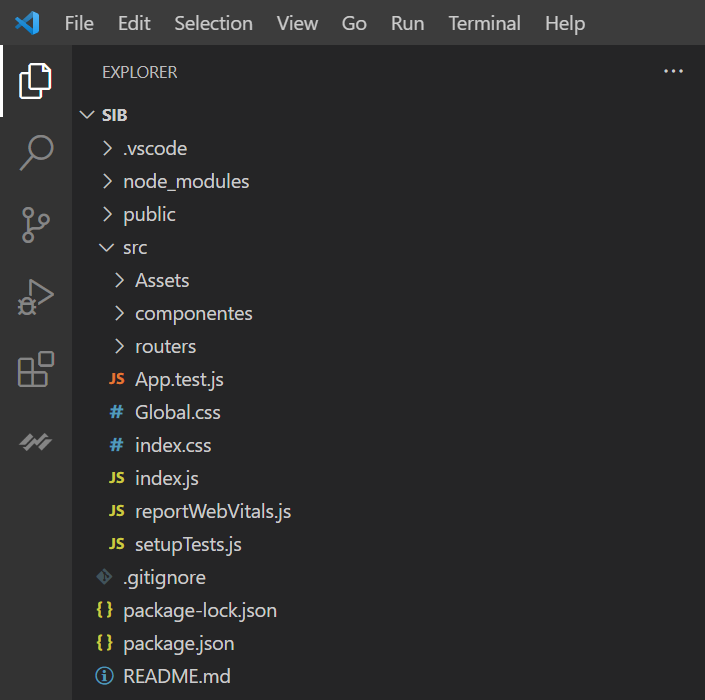 File Edit Selection View Go Run Terminal Help
EXPLORER
SIB
.vscode
node_modules
public
src
Assets
componentes
routers
JS App.test.js
# Global.css
# index.css
JS index.js
JS reportWebVitals.js
JS setupTests.js
.gitignore
{} package-lock.json
{} package.json
README.md